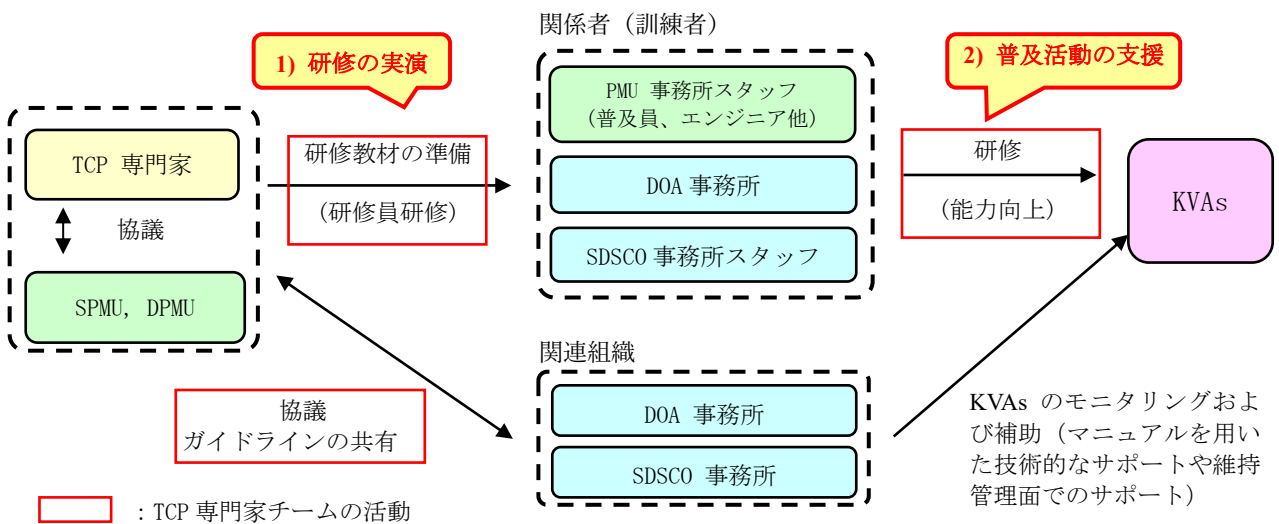 関係者（訓練者）
1) 研修の実演
2) 普及活動の支援
TCP 専門家
協議
SPMU, DPMU
研修教材の準備
(研修員研修)
PMU 事務所スタッフ
(普及員、エンジニア他)
DOA 事務所
SDSCO 事務所スタッフ
研修
(能力向上)
KVAs
関連組織
DOA 事務所
SDSCO 事務所
協議
ガイドラインの共有
KVAs のモニタリングおよ
び補助（マニュアルを用い
た技術的なサポートや維持
管理面でのサポート）
：TCP 専門家チームの活動